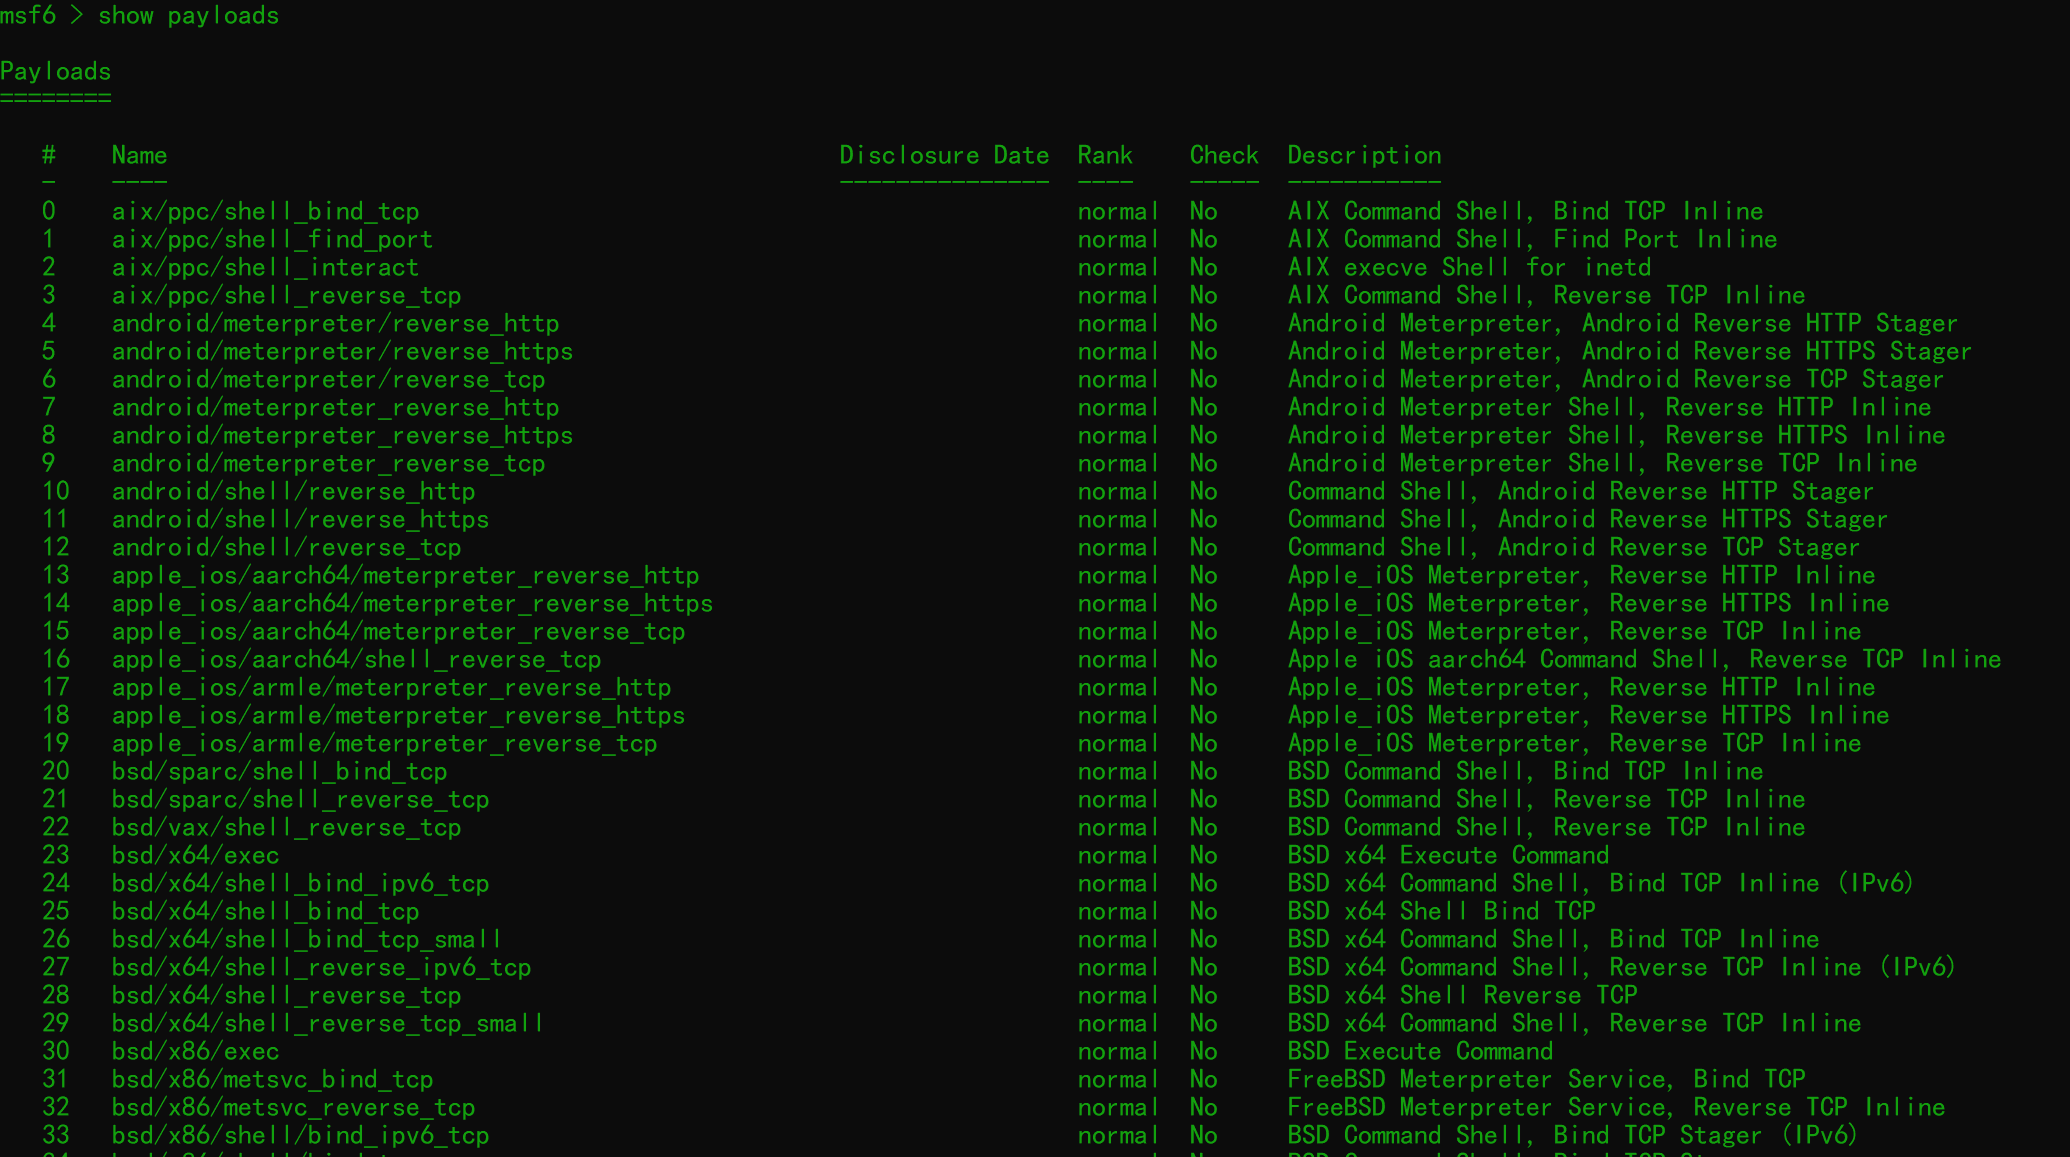 msf6 > show payloads
Payloads
========
# Name Disclosure Date Rank Check Description
- ---- --------------- ---- ----- -----------
0 aix/ppc/shell_bind_tcp normal No AIX Command Shell, Bind TCP Inline
1 aix/ppc/shell_find_port normal No AIX Command Shell, Find Port Inline
2 aix/ppc/shell_interact normal No AIX execve Shell for inetd
3 aix/ppc/shell_reverse_tcp normal No AIX Command Shell, Reverse TCP Inline
4 android/meterpreter/reverse_http normal No Android Meterpreter, Android Reverse HTTP Stager
5 android/meterpreter/reverse_https normal No Android Meterpreter, Android Reverse HTTPS Stager
6 android/meterpreter/reverse_tcp normal No Android Meterpreter, Android Reverse TCP Stager
7 android/meterpreter_reverse_http normal No Android Meterpreter Shell, Reverse HTTP Inline
8 android/meterpreter_reverse_https normal No Android Meterpreter Shell, Reverse HTTPS Inline
9 android/meterpreter_reverse_tcp normal No Android Meterpreter Shell, Reverse TCP Inline
10 android/shell/reverse_http normal No Command Shell, Android Reverse HTTP Stager
11 android/shell/reverse_https normal No Command Shell, Android Reverse HTTPS Stager
12 android/shell/reverse_tcp normal No Command Shell, Android Reverse TCP Stager
13 apple_ios/aarch64/meterpreter_reverse_http normal No Apple_iOS Meterpreter, Reverse HTTP Inline
14 apple_ios/aarch64/meterpreter_reverse_https normal No Apple_iOS Meterpreter, Reverse HTTPS Inline
15 apple_ios/aarch64/meterpreter_reverse_tcp normal No Apple_iOS Meterpreter, Reverse TCP Inline
16 apple_ios/aarch64/shell_reverse_tcp normal No Apple iOS aarch64 Command Shell, Reverse TCP Inline
17 apple_ios/armle/meterpreter_reverse_http normal No Apple_iOS Meterpreter, Reverse HTTP Inline
18 apple_ios/armle/meterpreter_reverse_https normal No Apple_iOS Meterpreter, Reverse HTTPS Inline
19 apple_ios/armle/meterpreter_reverse_tcp normal No Apple_iOS Meterpreter, Reverse TCP Inline
20 bsd/sparc/shell_bind_tcp normal No BSD Command Shell, Bind TCP Inline
21 bsd/sparc/shell_reverse_tcp normal No BSD Command Shell, Reverse TCP Inline
22 bsd/vax/shell_reverse_tcp normal No BSD Command Shell, Reverse TCP Inline
23 bsd/x64/exec normal No BSD x64 Execute Command
24 bsd/x64/shell_bind_ipv6_tcp normal No BSD x64 Command Shell, Bind TCP Inline (IPv6)
25 bsd/x64/shell_bind_tcp normal No BSD x64 Shell Bind TCP
26 bsd/x64/shell_bind_tcp_small normal No BSD x64 Command Shell, Bind TCP Inline
27 bsd/x64/shell_reverse_ipv6_tcp normal No BSD x64 Command Shell, Reverse TCP Inline (IPv6)
28 bsd/x64/shell_reverse_tcp normal No BSD x64 Shell Reverse TCP
29 bsd/x64/shell_reverse_tcp_small normal No BSD x64 Command Shell, Reverse TCP Inline
30 bsd/x86/exec normal No BSD Execute Command
31 bsd/x86/metsvc_bind_tcp normal No FreeBSD Meterpreter Service, Bind TCP
32 bsd/x86/metsvc_reverse_tcp normal No FreeBSD Meterpreter Service, Reverse TCP Inline
33 bsd/x86/shell/bind_ipv6_tcp normal No BSD Command Shell, Bind TCP Stager (IPv6)